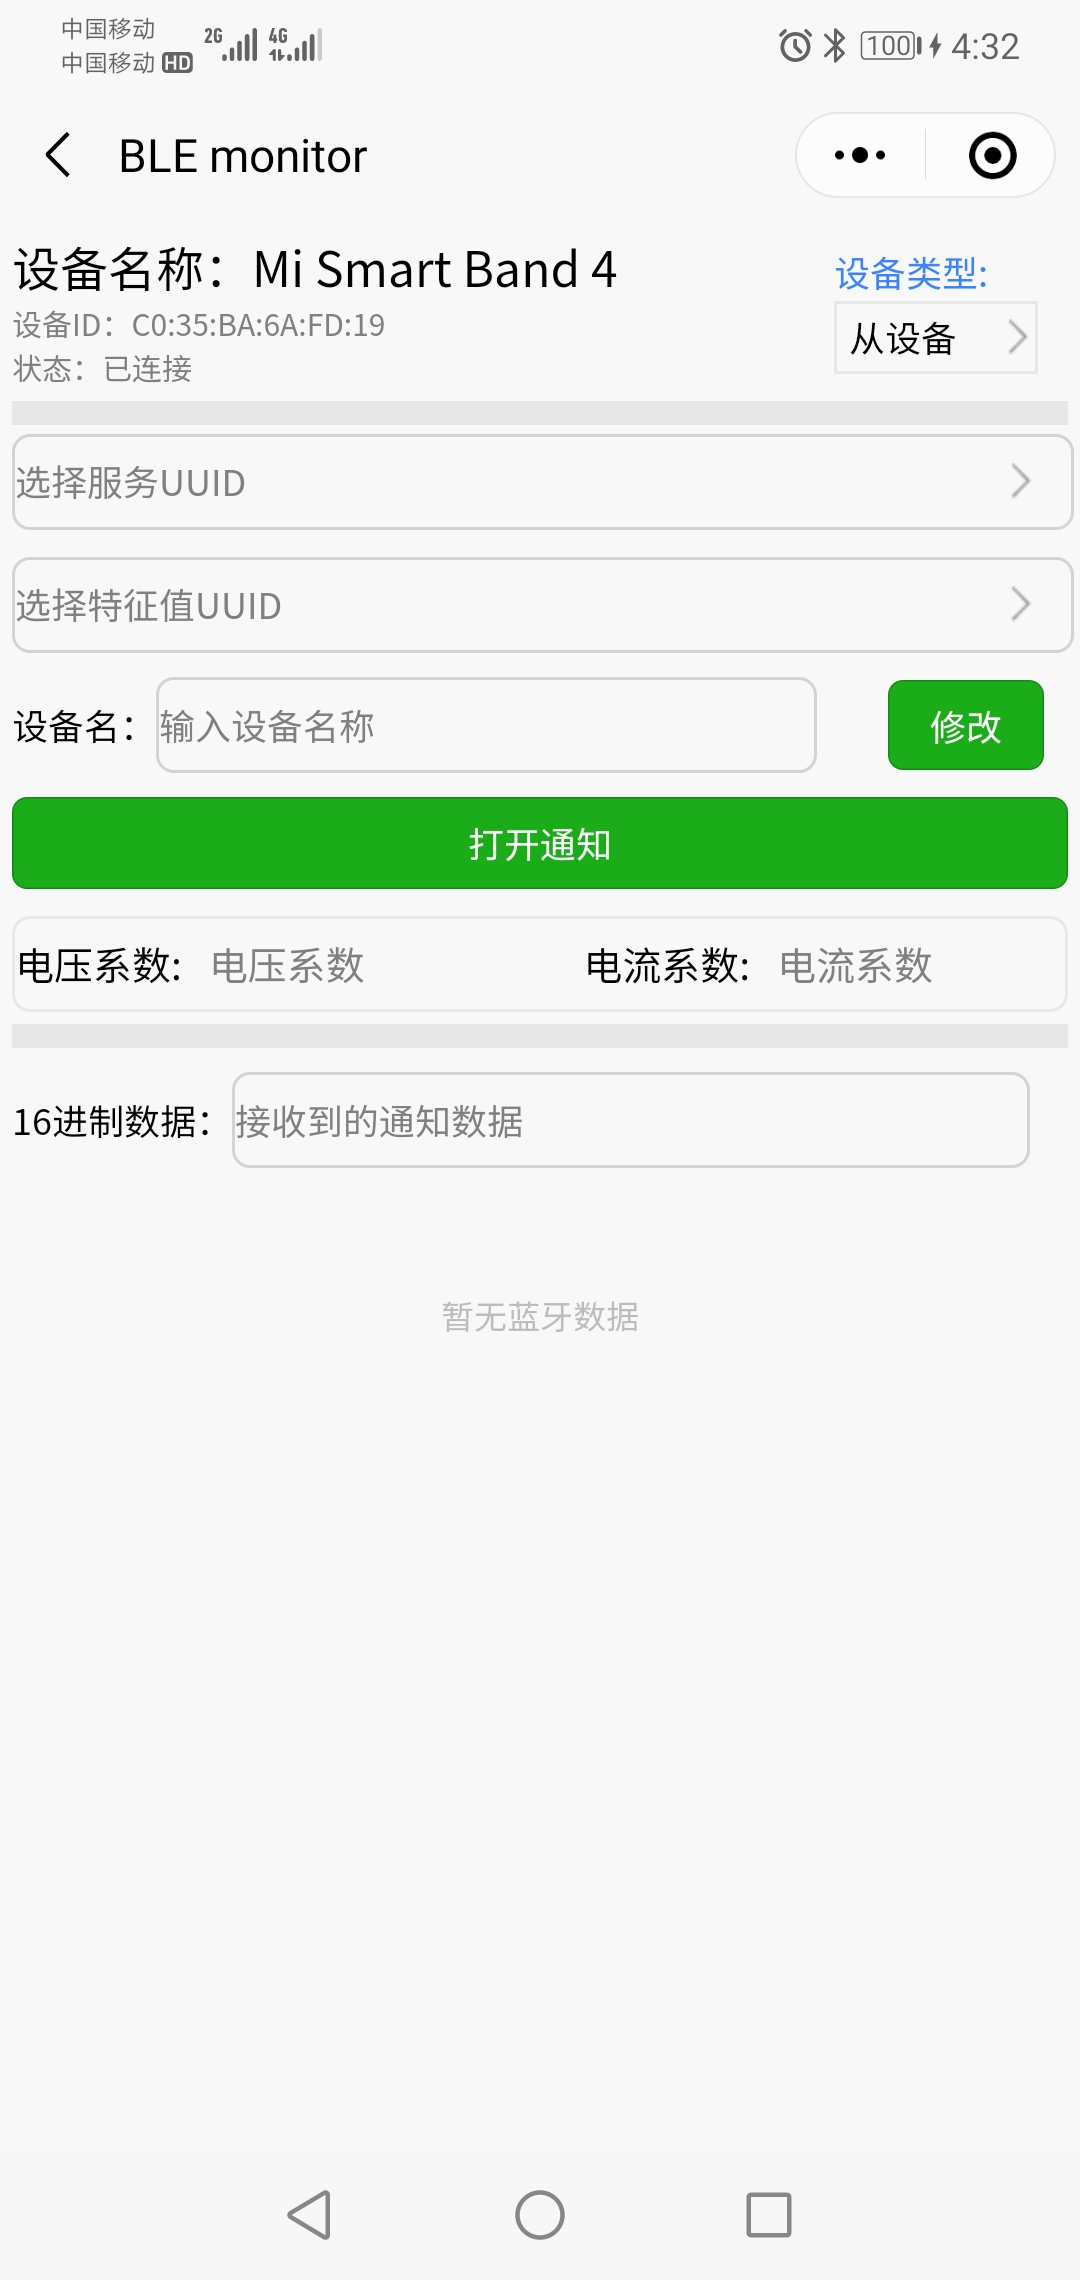 中国移动 2G 4G
中国移动 HD
100 4:32
BLE monitor
设备名称：Mi Smart Band 4
设备ID：C0:35:BA:6A:FD:19
状态：已连接
设备类型:
从设备
选择服务UUID
选择特征值UUID
设备名：
输入设备名称
修改
打开通知
电压系数: 电压系数 电流系数: 电流系数
16进制数据：
接收到的通知数据
暂无蓝牙数据